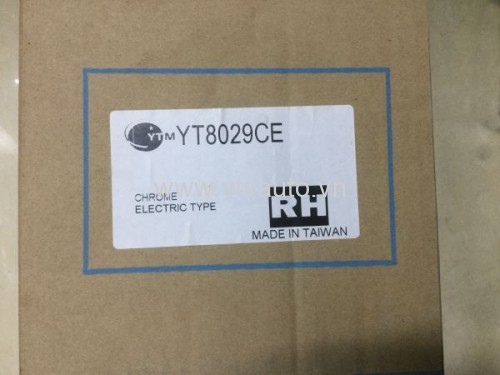 YTM YT8029CE
CHROME
ELECTRIC TYPE
RH
MADE IN TAIWAN